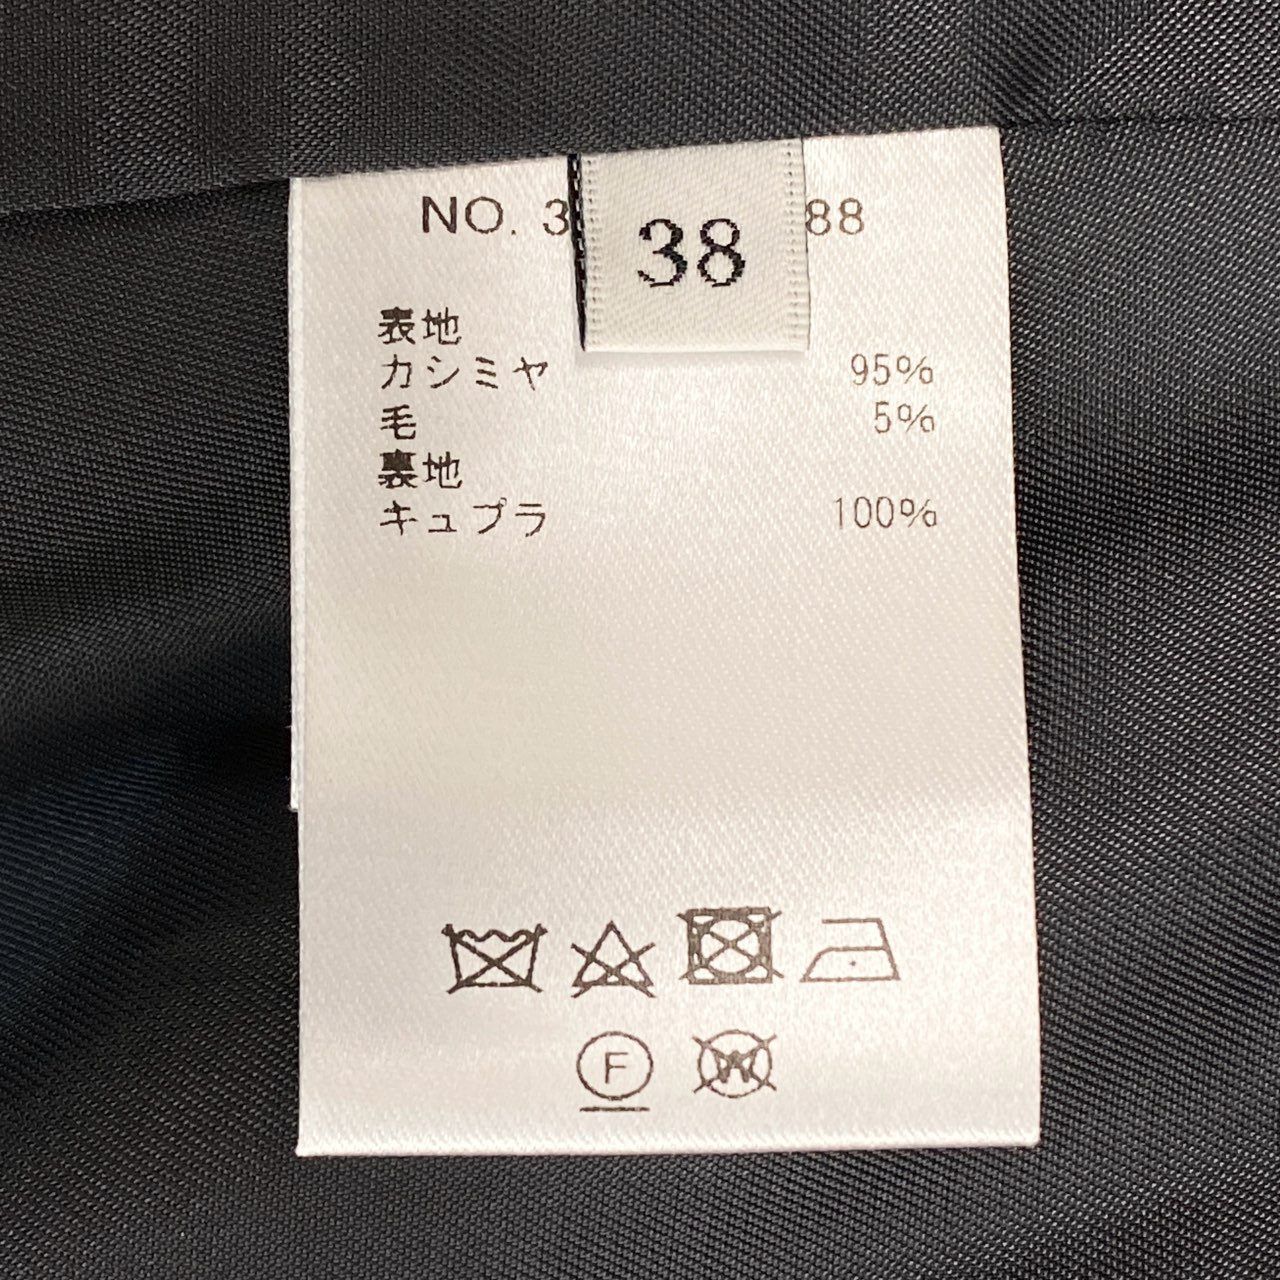 NO. 3
88
38
表地
カシミヤ 95%
毛 5%
裏地
キュプラ 100%
F
W